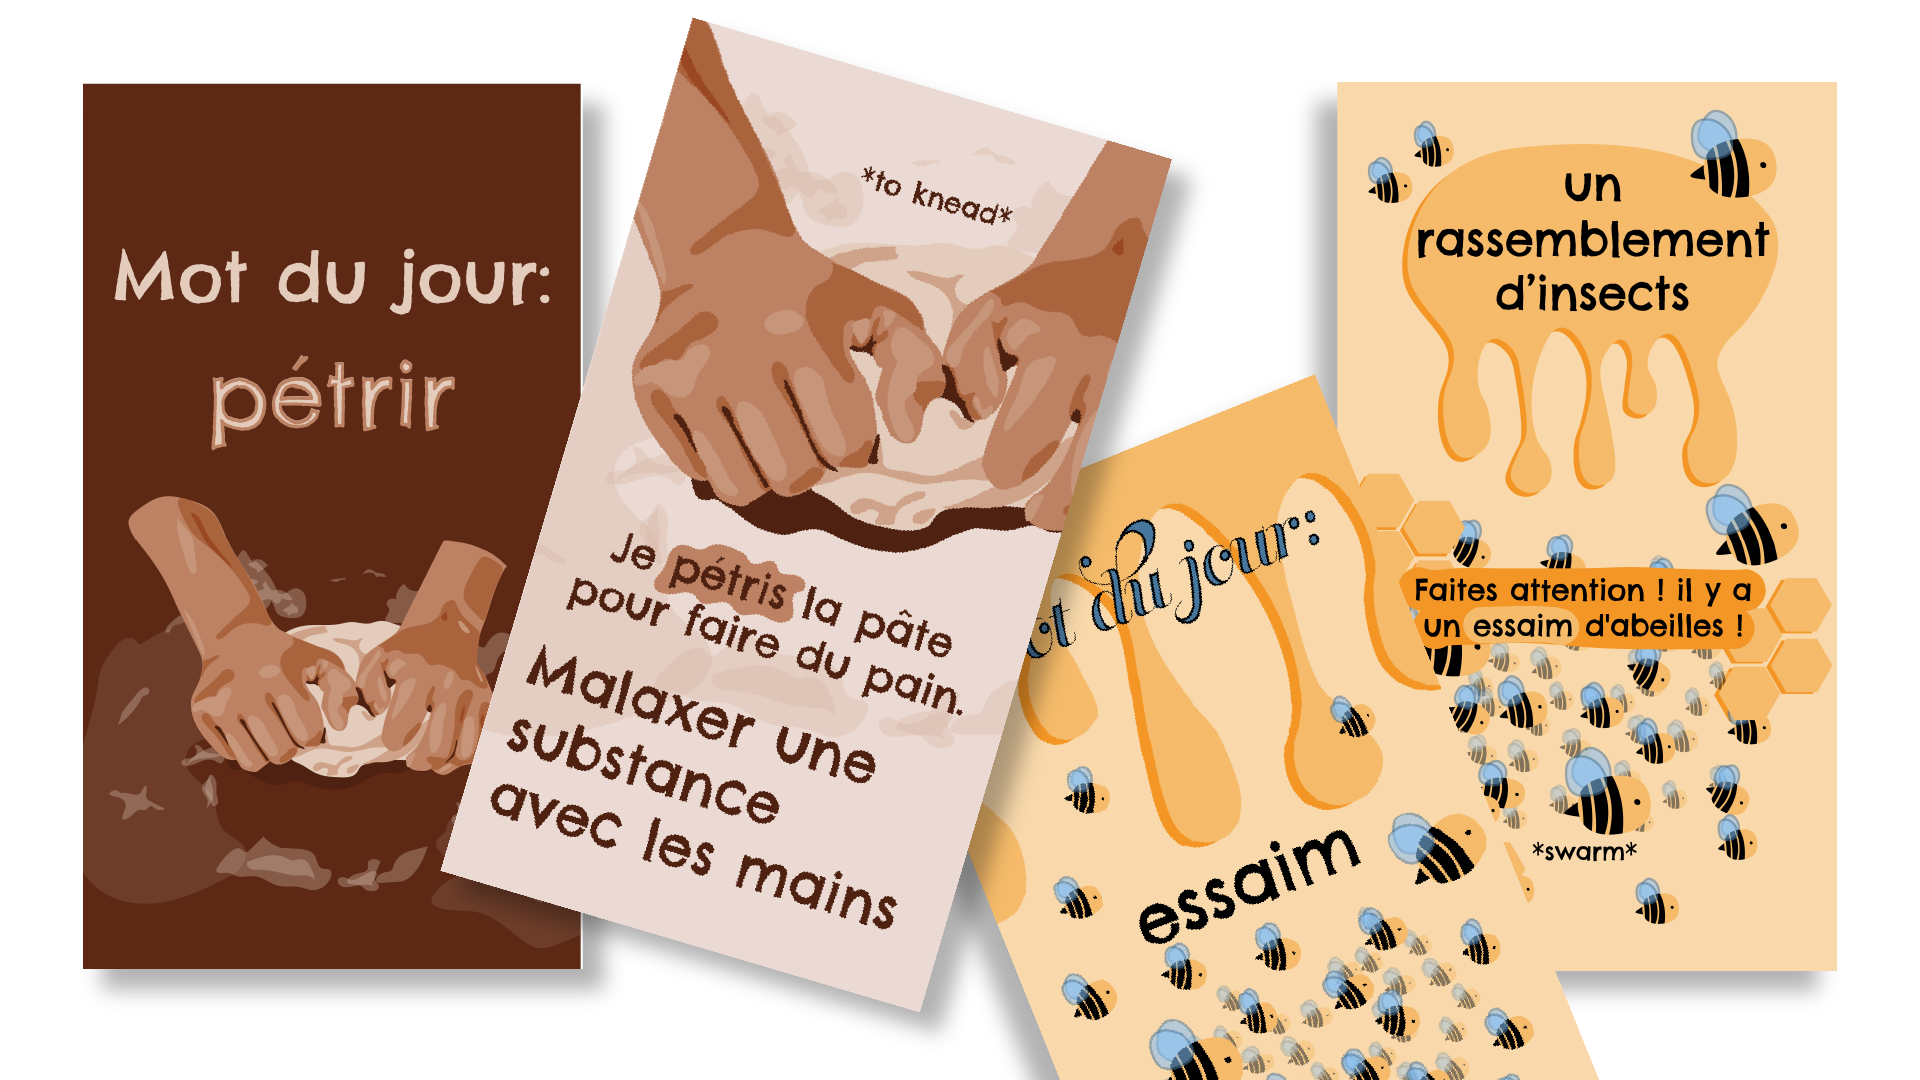 Mot du jour:
pétrir
*to knead*
Je pétris la pâte
pour faire du pain.
Malaxer une
substance
avec les mains
ot du jour:
essaim
un
rassemblement
d'insects
Faites attention ! il y a
un essaim d'abeilles !
*swarm*